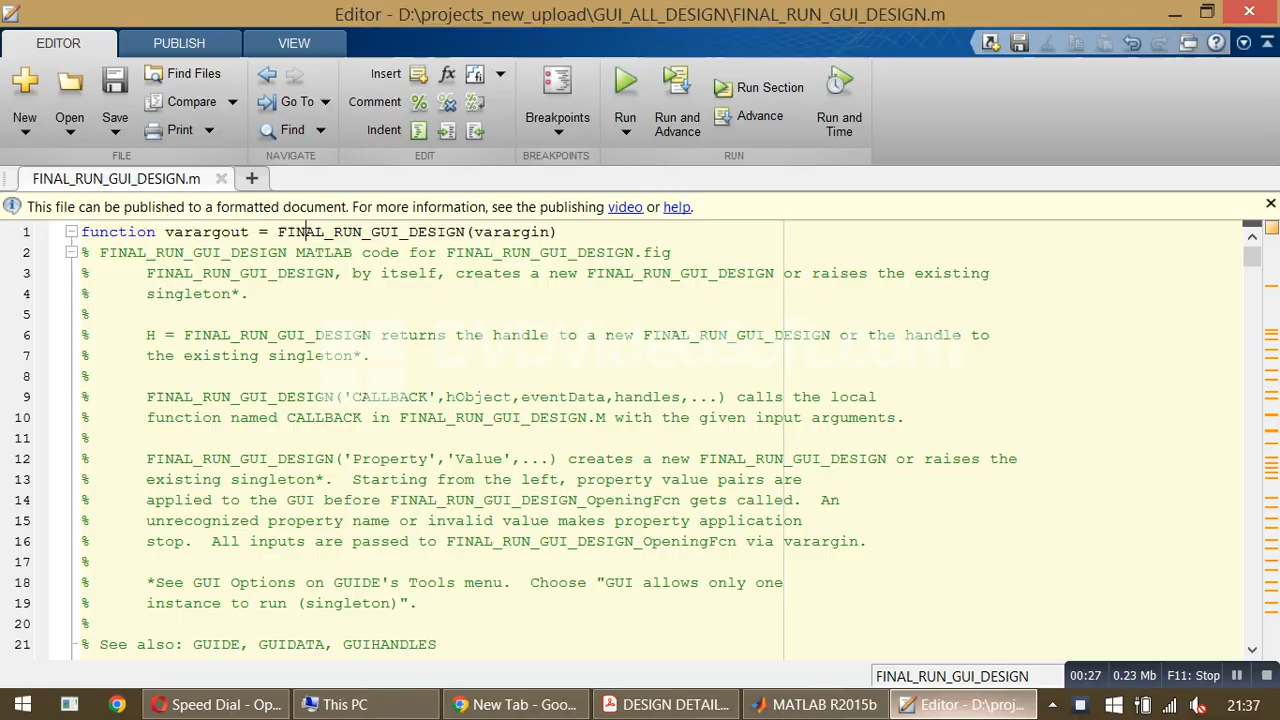 Editor - D:\projects_new_upload\GUI_ALL_DESIGN\FINAL_RUN_GUI_DESIGN.m
EDITOR PUBLISH VIEW
New Open Save Find Files Compare Print
FILE
Go To Find
NAVIGATE
Insert
Comment
Indent
EDIT
Breakpoints
BREAKPOINTS
Run Run and Advance Run Section Advance Run and Time
RUN
FINAL_RUN_GUI_DESIGN.m
This file can be published to a formatted document. For more information, see the publishing video or help.
1 function varargout = FINAL_RUN_GUI_DESIGN(varargin)
2 % FINAL_RUN_GUI_DESIGN MATLAB code for FINAL_RUN_GUI_DESIGN.fig
3 % FINAL_RUN_GUI_DESIGN, by itself, creates a new FINAL_RUN_GUI_DESIGN or raises the existing
4 % singleton*.
5 %
6 % H = FINAL_RUN_GUI_DESIGN returns the handle to a new FINAL_RUN_GUI_DESIGN or the handle to
7 % the existing singleton*.
8 %
9 % FINAL_RUN_GUI_DESIGN('CALLBACK',hObject,eventData,handles,...) calls the local
10 % function named CALLBACK in FINAL_RUN_GUI_DESIGN.M with the given input arguments.
11 %
12 % FINAL_RUN_GUI_DESIGN('Property','Value',...) creates a new FINAL_RUN_GUI_DESIGN or raises the
13 % existing singleton*. Starting from the left, property value pairs are
14 % applied to the GUI before FINAL_RUN_GUI_DESIGN_OpeningFcn gets called. An
15 % unrecognized property name or invalid value makes property application
16 % stop. All inputs are passed to FINAL_RUN_GUI_DESIGN_OpeningFcn via varargin.
17 %
18 % *See GUI Options on GUIDE's Tools menu. Choose "GUI allows only one
19 % instance to run (singleton)".
20 %
21 % See also: GUIDE, GUIDATA, GUIHANDLES
FINAL_RUN_GUI_DESIGN 00:27 0.23 Mb F11: Stop
Speed Dial - Op... This PC New Tab - Goo... DESIGN DETAIL... MATLAB R2015b Editor - D:\proj... 21:37